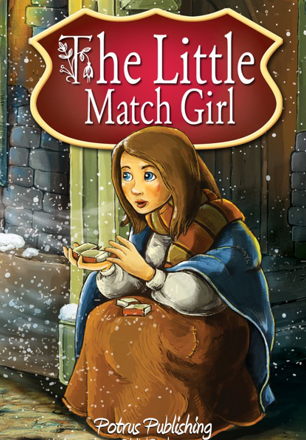 The Little
Match Girl
Potrus Publishing